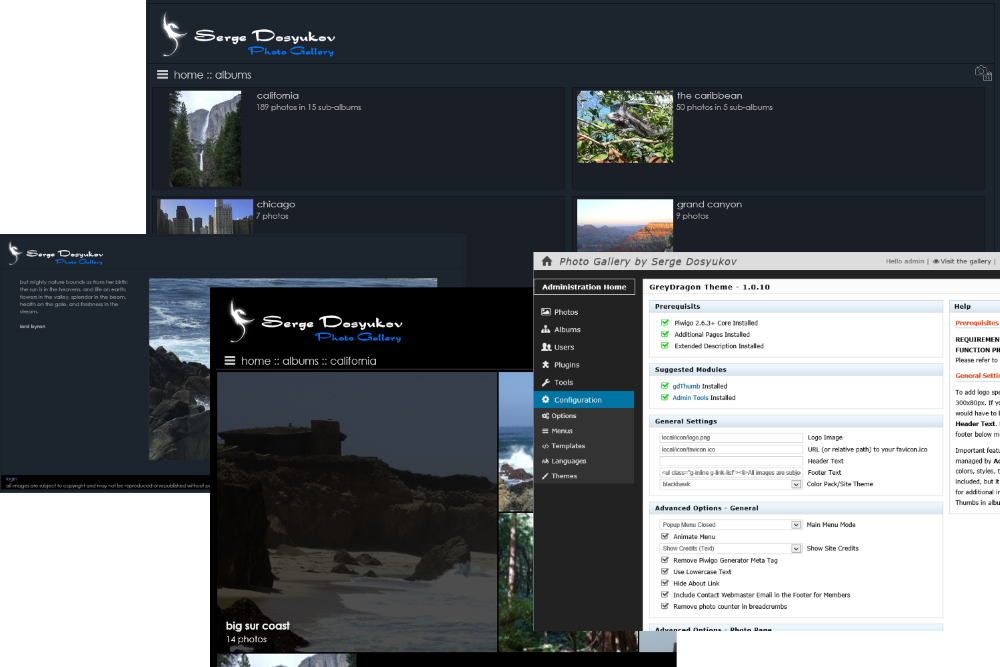 Serge Dosyukov
Photo Gallery
home :: albums
california
189 photos in 15 sub-albums
the caribbean
50 photos in 5 sub-albums
chicago
7 photos
grand canyon
9 photos
Serge Dosyukov
Photo Gallery
but mighty nature bounds as from her birth;
the sun is in the heavens, and life on earth;
flowers in the valley, splendor in the beam,
health on the gale, and freshness in the
stream.
lord byron
login
all images are subject to copyright and may not be reproduced or republished without
Serge Dosyukov
Photo Gallery
home :: albums :: california
big sur coast
14 photos
Photo Gallery by Serge Dosyukov
Hello admin |
Visit the gallery |
Administration Home
Photos
Albums
Users
Plugins
Tools
Configuration
Options
Menus
Templates
Languages
Themes
GreyDragon Theme - 1.0.10
Prerequisits
Piwigo 2.6.3+ Core Installed
Additional Pages Installed
Extended Description Installed
Suggested Modules
gdThumb Installed
Admin Tools Installed
General Settings
local/icon/logo.png
Logo Image
local/icon/favicon.ico
URL (or relative path) to your favicon.ico
Header Text
<ul class="g-inline g-link-list"><li>All images are subje
Footer Text
blackhawk
Color Pack/Site Theme
Advanced Options - General
Popup Menu Closed
Main Menu Mode
Animate Menu
Show Credits (Text)
Show Site Credits
Remove Piwigo Generator Meta Tag
Use Lowercase Text
Hide About Link
Include Contact Webmaster Email in the Footer for Members
Remove photo counter in breadcrumbs
Advanced Options - Photo Page
Help
Prerequisites
REQUIREMEN
FUNCTION PR
Please refer to
General Settin
To add logo spe
300x80px. If yo
would have to b
Header Text.
footer below m
Important featu
managed by Ad
colors, styles, t
included, but it
for additional i
Thumbs in albu